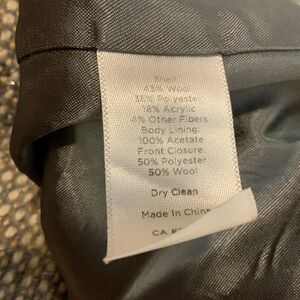 Shell:
43% Wool
35% Polyester
18% Acrylic
4% Other Fibers
Body Lining:
100% Acetate
Front Closure:
50% Polyester
50% Wool
Dry Clean
Made In China
CA